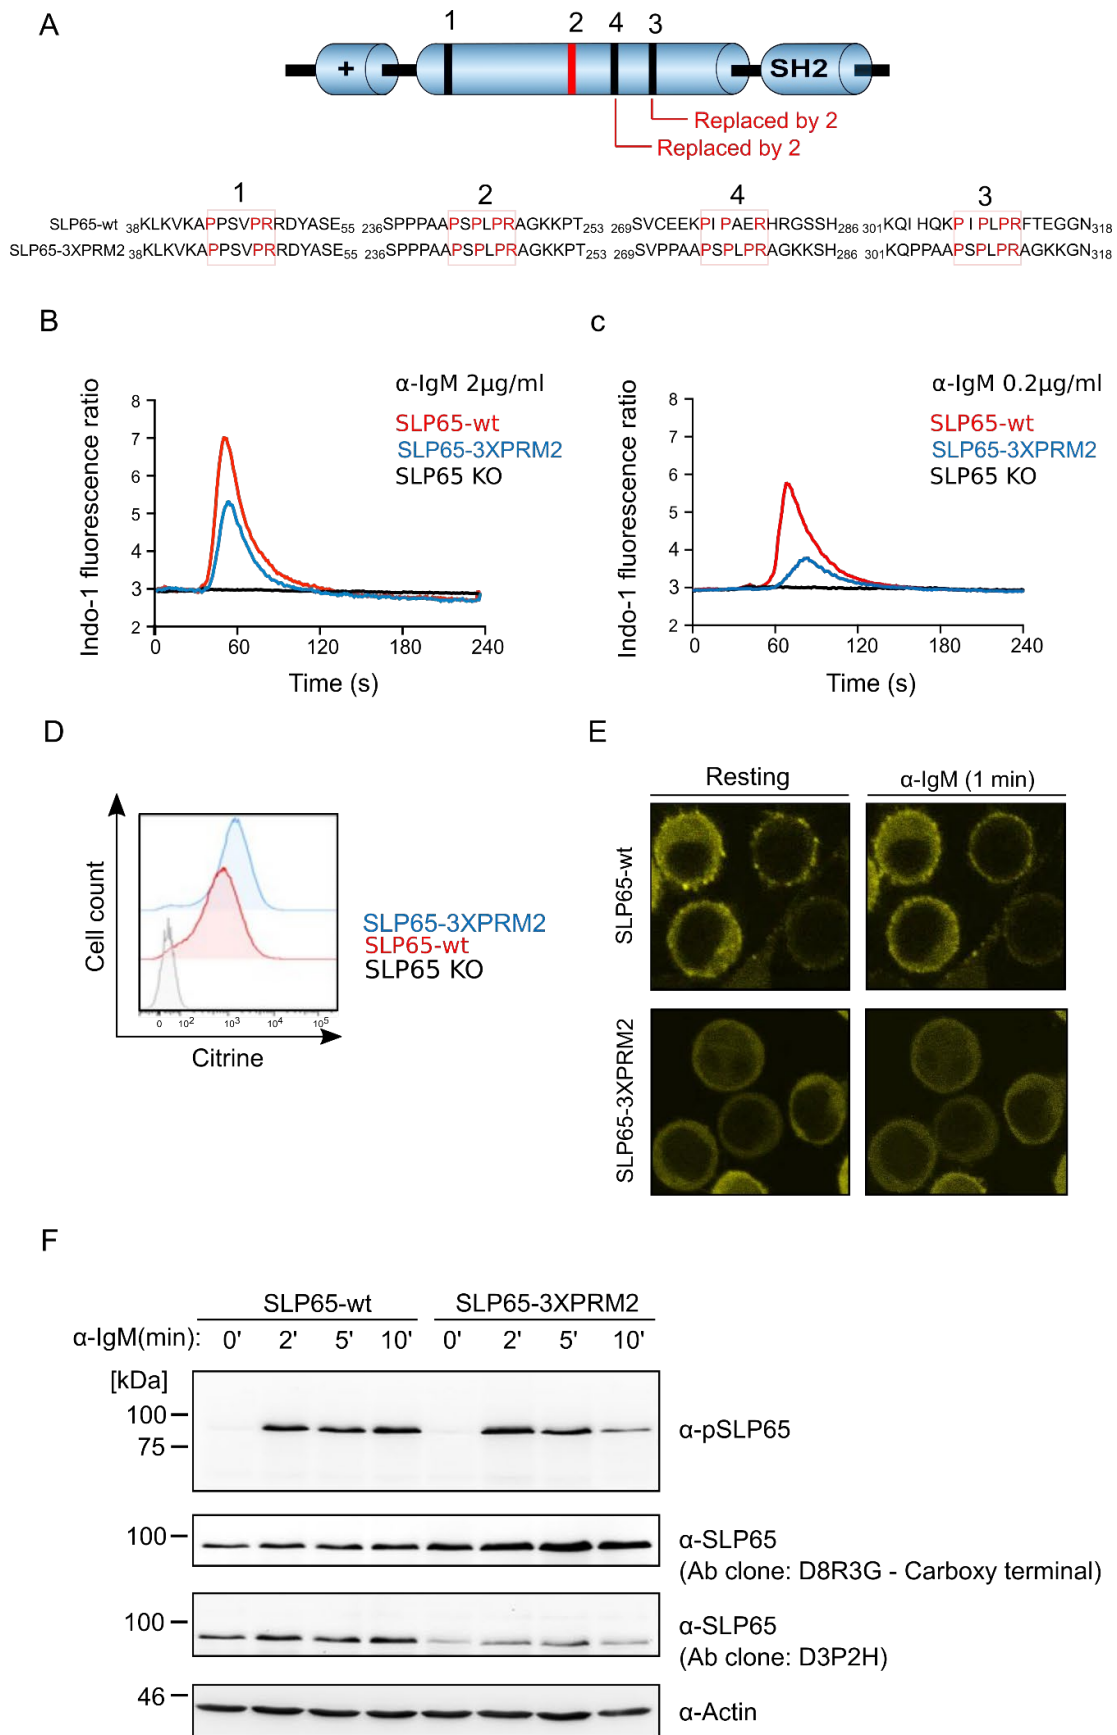 A
1 2 4 3
+ SH2
Replaced by 2
Replaced by 2
1 2 4 3
SLP65-wt 38KLKVKAPPSVPRRDYASE55 236SPPPAAPSPLPRAGKKPT253 269SVCEEKPIPAERHRGSSH286 301KQIHQKPIPLPRFTEGGN318
SLP65-3XPRM2 38KLKVKAPPSVPRRDYASE55 236SPPPAAPSPLPRAGKKPT253 269SVPPAAPSPLPRAGKKSH286 301KQPPAAPSPLPRAGKKGN318
B
α-IgM 2µg/ml
SLP65-wt
SLP65-3XPRM2
SLP65 KO
Indo-1 fluorescence ratio
8
7
6
5
4
3
2
0 60 120 180 240
Time (s)
c
α-IgM 0.2µg/ml
SLP65-wt
SLP65-3XPRM2
SLP65 KO
Indo-1 fluorescence ratio
8
7
6
5
4
3
2
0 60 120 180 240
Time (s)
D
Cell count
SLP65-3XPRM2
SLP65-wt
SLP65 KO
0 10² 10³ 10⁴ 10⁵
Citrine
E
Resting α-IgM (1 min)
SLP65-wt
SLP65-3XPRM2
F
SLP65-wt SLP65-3XPRM2
α-IgM(min): 0' 2' 5' 10' 0' 2' 5' 10'
[kDa]
100
75
α-pSLP65
100
α-SLP65
(Ab clone: D8R3G - Carboxy terminal)
100
α-SLP65
(Ab clone: D3P2H)
46
α-Actin